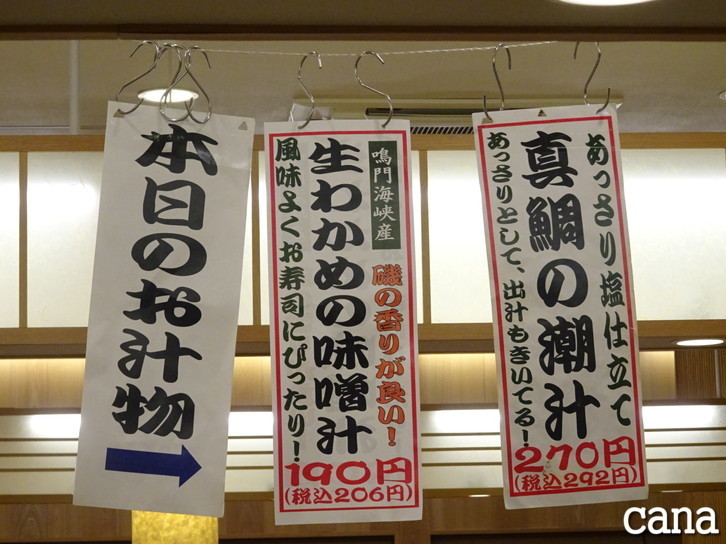 本日のお汁物
鳴門海峡産
磯の香りが良い!
生わかめの味噌汁
風味よくお寿司にぴったり!
190円
(税込206円)
あっさり塩仕立て
真鯛の潮汁
あっさりとして、出汁もきいてる!
270円
(税込292円)
cana